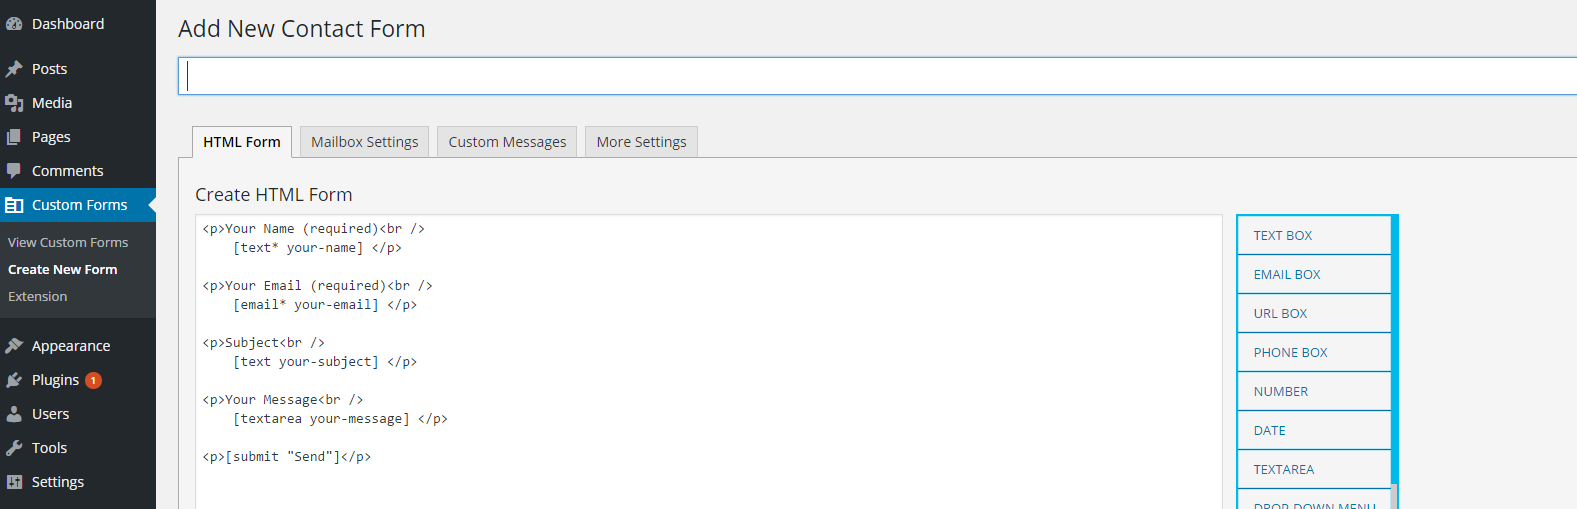 Dashboard
Posts
Media
Pages
Comments
Custom Forms
View Custom Forms
Create New Form
Extension
Appearance
Plugins 1
Users
Tools
Settings
Add New Contact Form
HTML Form
Mailbox Settings
Custom Messages
More Settings
Create HTML Form
<p>Your Name (required)<br />
[text* your-name] </p>
<p>Your Email (required)<br />
[email* your-email] </p>
<p>Subject<br />
[text your-subject] </p>
<p>Your Message<br />
[textarea your-message] </p>
<p>[submit "Send"]</p>
TEXT BOX
EMAIL BOX
URL BOX
PHONE BOX
NUMBER
DATE
TEXTAREA
DROP DOWN MENU